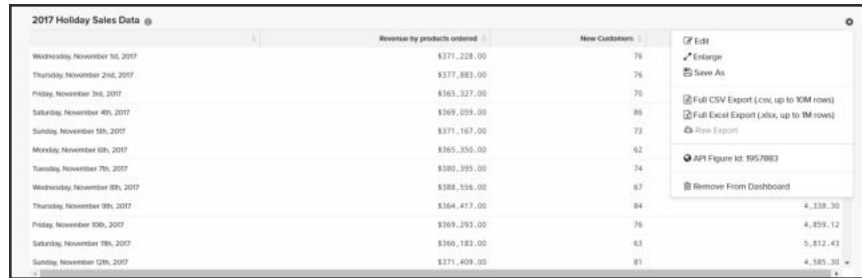 2017 Holiday Sales Data
Revenue by products ordered New Customers
Wednesday, November 1st, 2017 $371,228.00 76
Thursday, November 2nd, 2017 $377,883.00 76
Friday, November 3rd, 2017 $365,327.00 70
Saturday, November 4th, 2017 $369,059.00 86
Sunday, November 5th, 2017 $371,167.00 73
Monday, November 6th, 2017 $365,350.00 62
Tuesday, November 7th, 2017 $380,395.00 74
Wednesday, November 8th, 2017 $388,556.00 67
Thursday, November 9th, 2017 $364,417.00 84 4,338.30
Friday, November 10th, 2017 $369,293.00 76 4,859.12
Saturday, November 11th, 2017 $366,183.00 63 5,812.43
Sunday, November 12th, 2017 $371,409.00 81 4,585.30
Edit
Enlarge
Save As
Full CSV Export (.csv, up to 10M rows)
Full Excel Export (.xlsx, up to 1M rows)
Raw Export
API Figure Id: 1957883
Remove From Dashboard